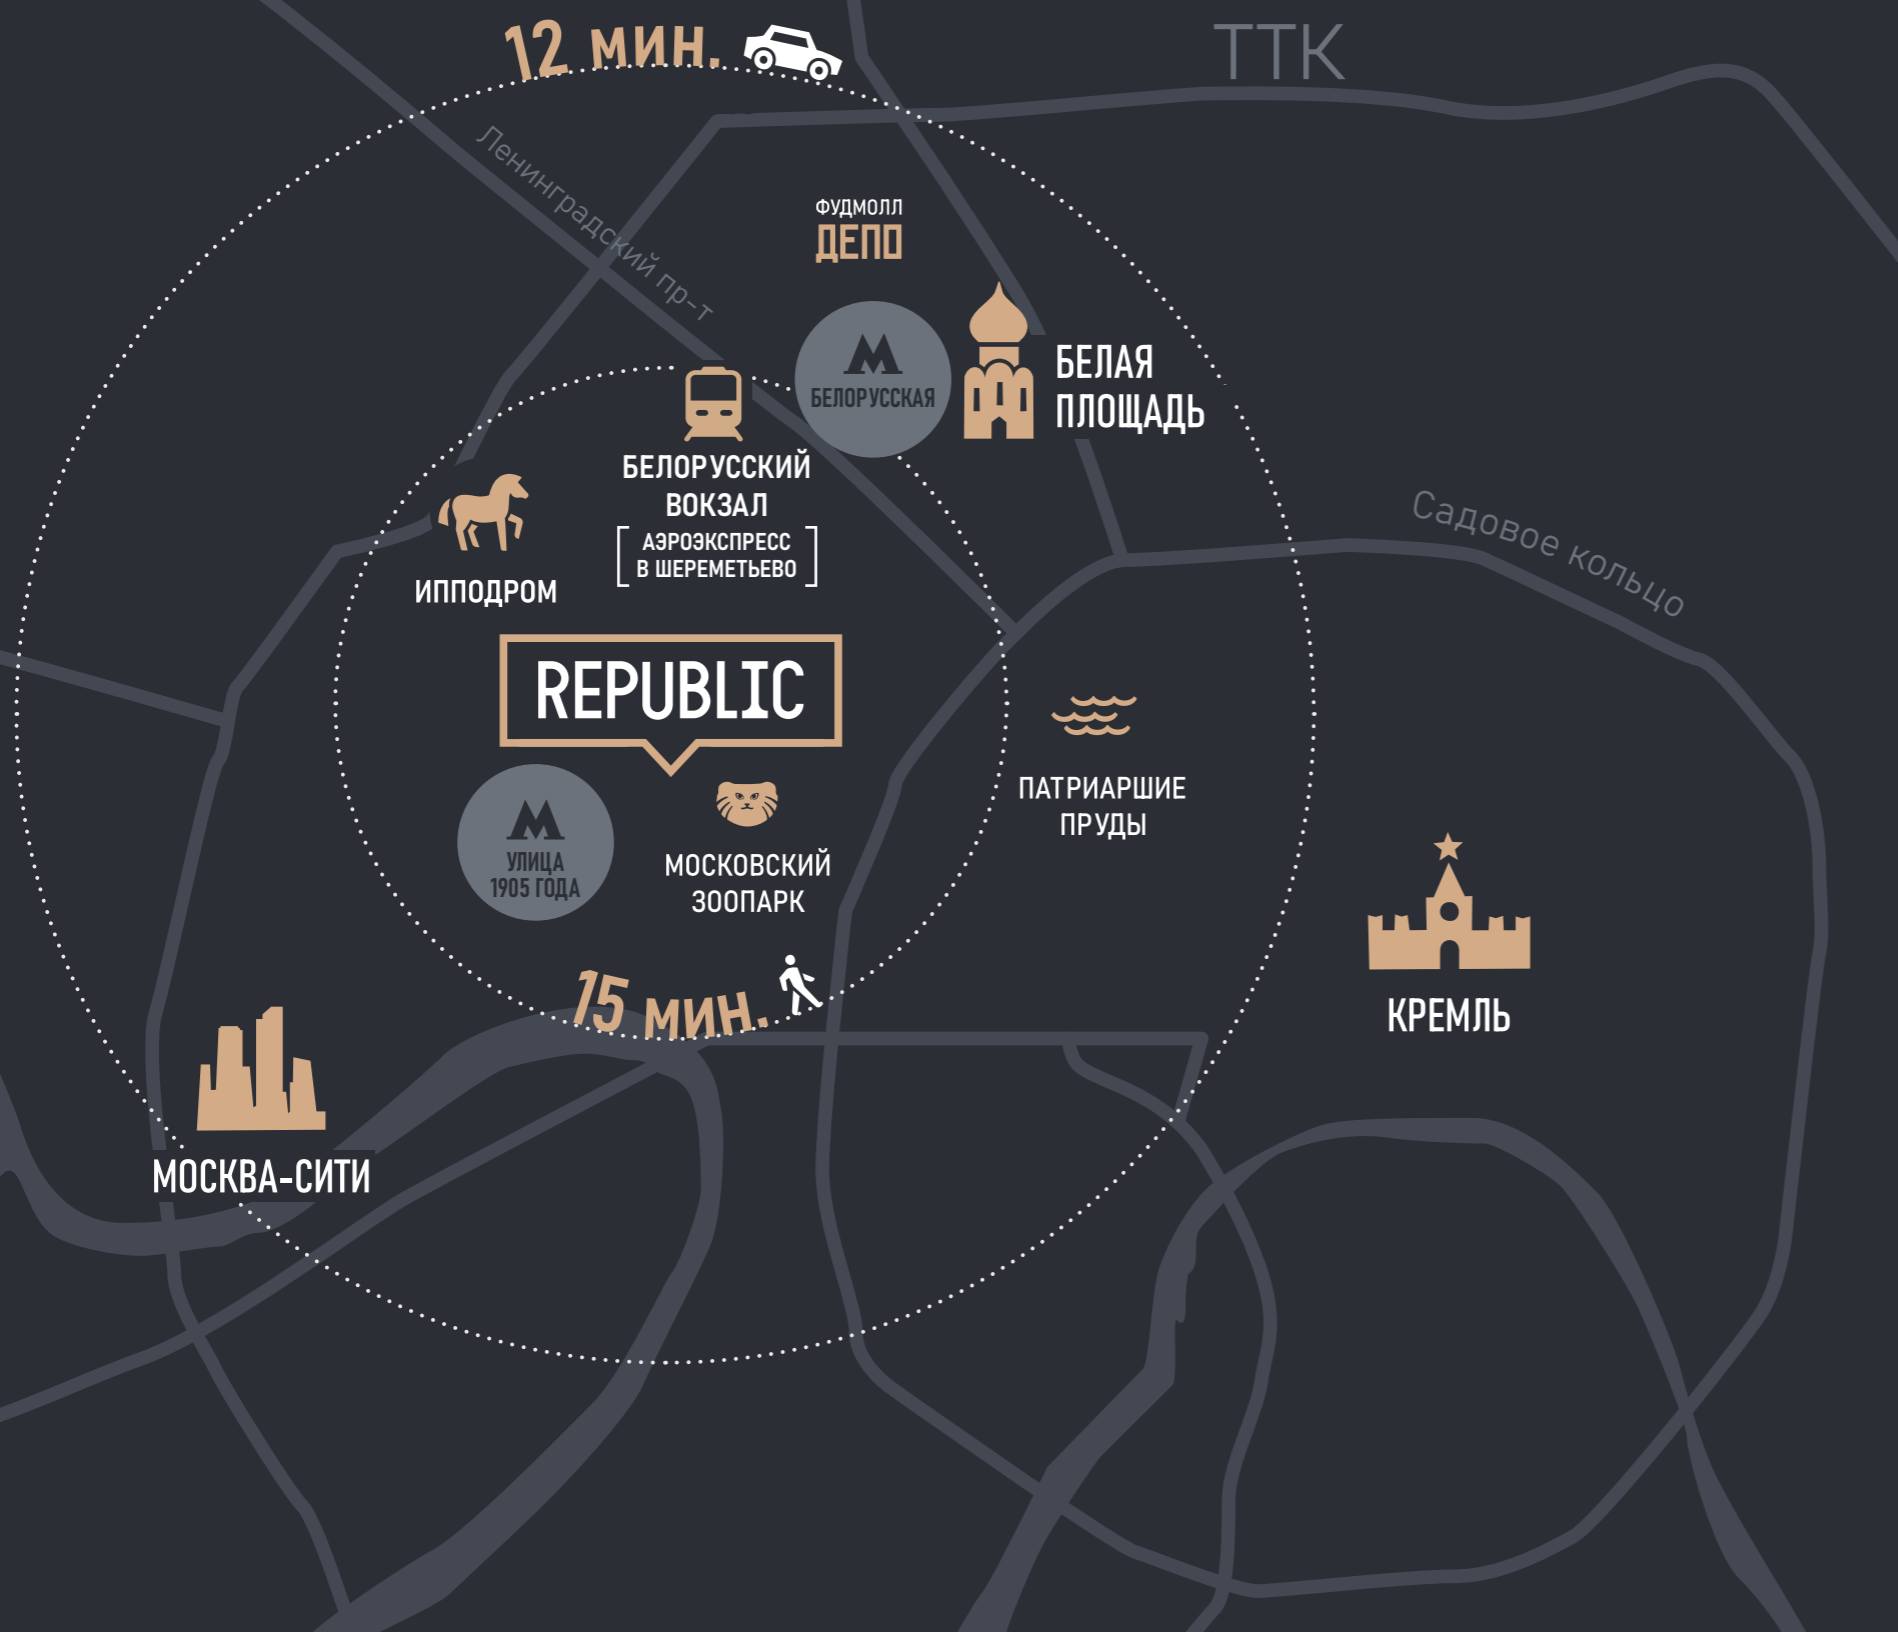 12 мин.
ТТК
Ленинградский пр-т
ФУДМОЛЛ
ДЕПО
М
БЕЛОРУССКАЯ
БЕЛАЯ
ПЛОЩАДЬ
БЕЛОРУССКИЙ
ВОКЗАЛ
АЭРОЭКСПРЕСС
В ШЕРЕМЕТЬЕВО
Садовое кольцо
ИППОДРОМ
REPUBLIC
ПАТРИАРШИЕ
ПРУДЫ
М
УЛИЦА
1905 ГОДА
МОСКОВСКИЙ
ЗООПАРК
15 мин.
КРЕМЛЬ
МОСКВА-СИТИ